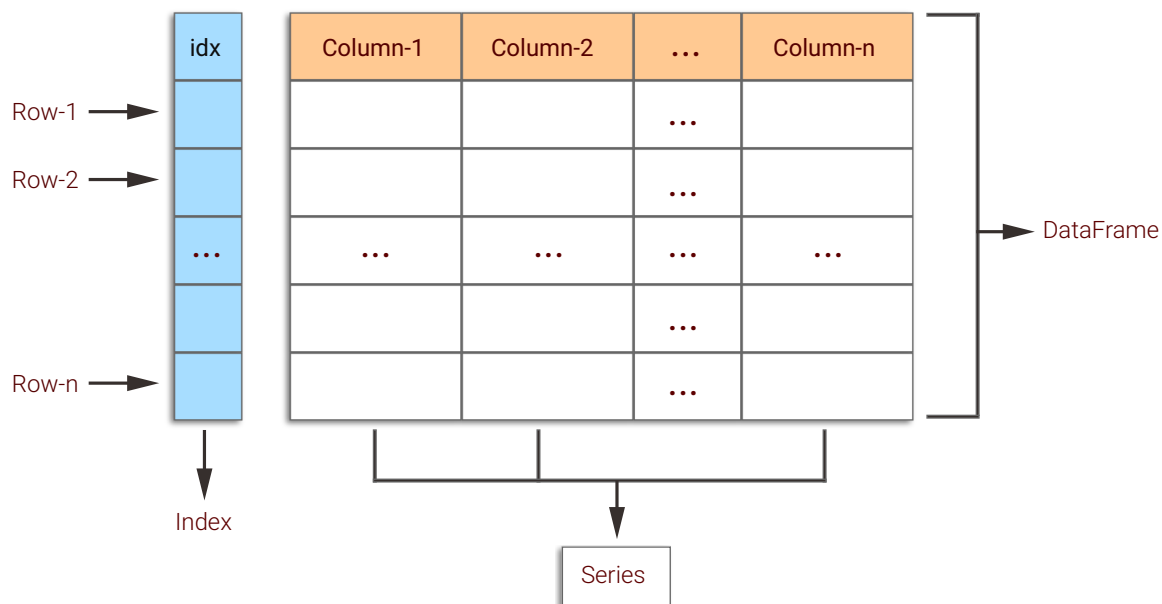 idx Column-1 Column-2 ... Column-n
Row-1 ...
Row-2 ...
... ... ... ... ... DataFrame
...
Row-n ...
Index
Series